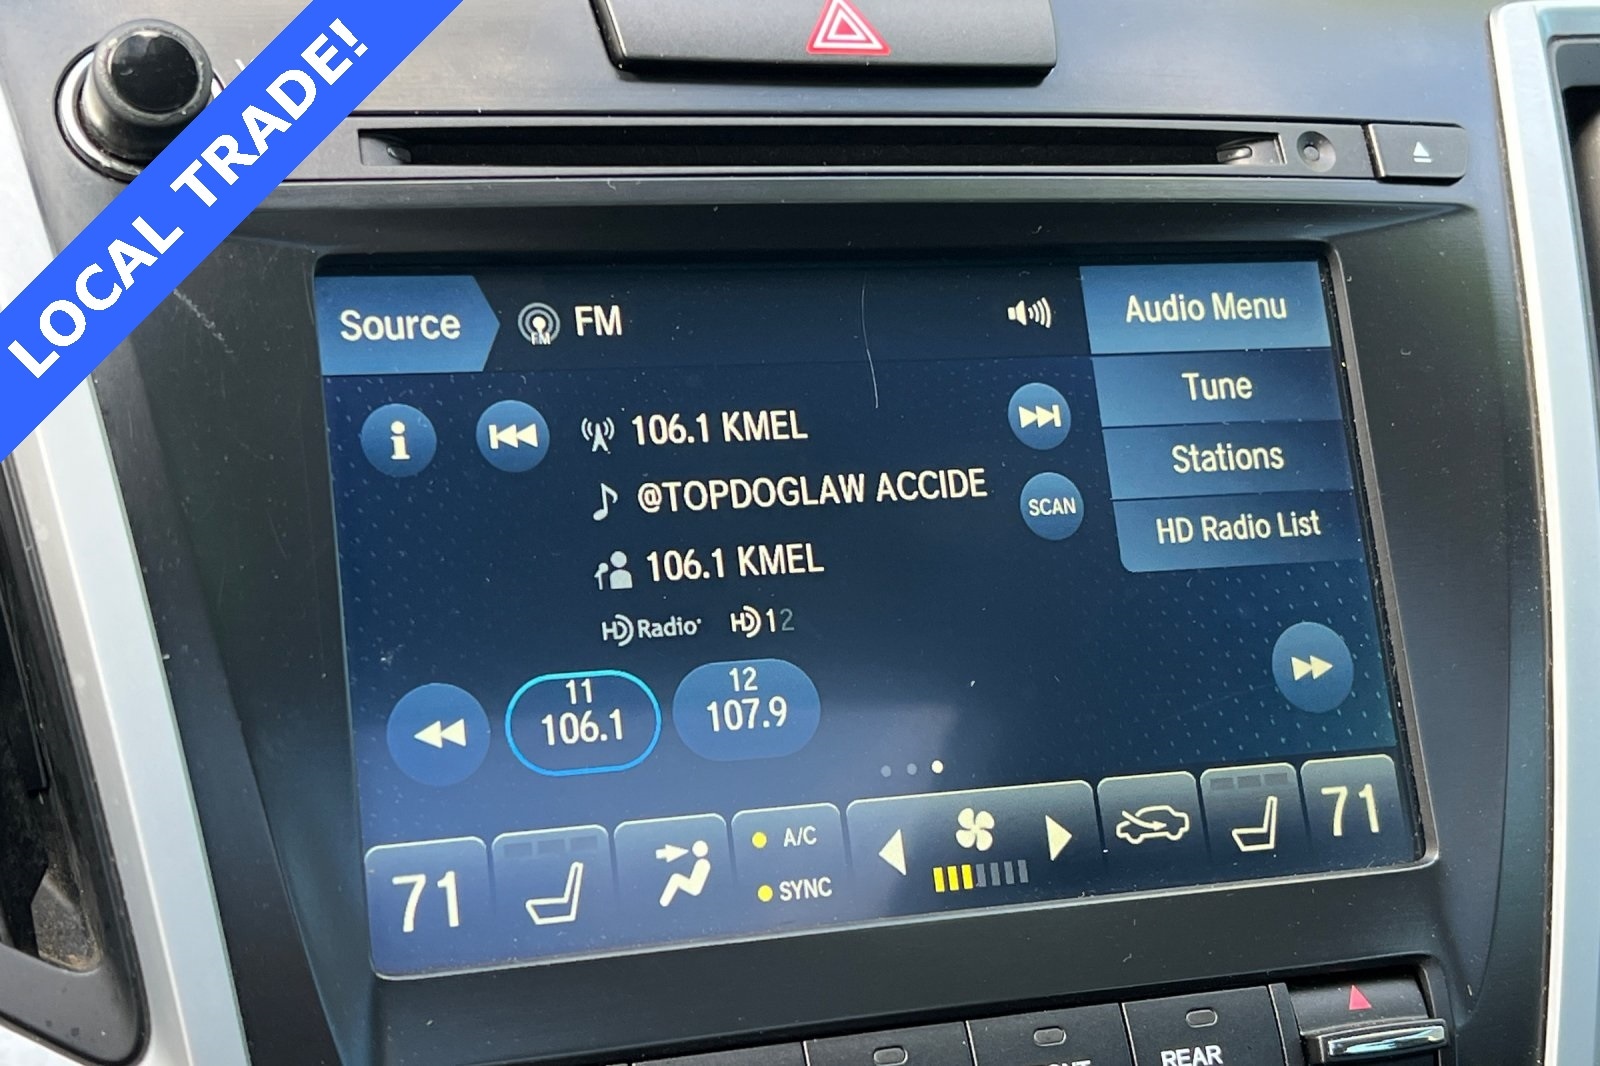 LOCAL TRADE!
Source
FM
FM
Audio Menu
Tune
Stations
HD Radio List
i
106.1 KMEL
@TOPDOGLAW ACCIDE
SCAN
106.1 KMEL
HD Radio HD 1 2
11
106.1
12
107.9
71
A/C
SYNC
71
REAR